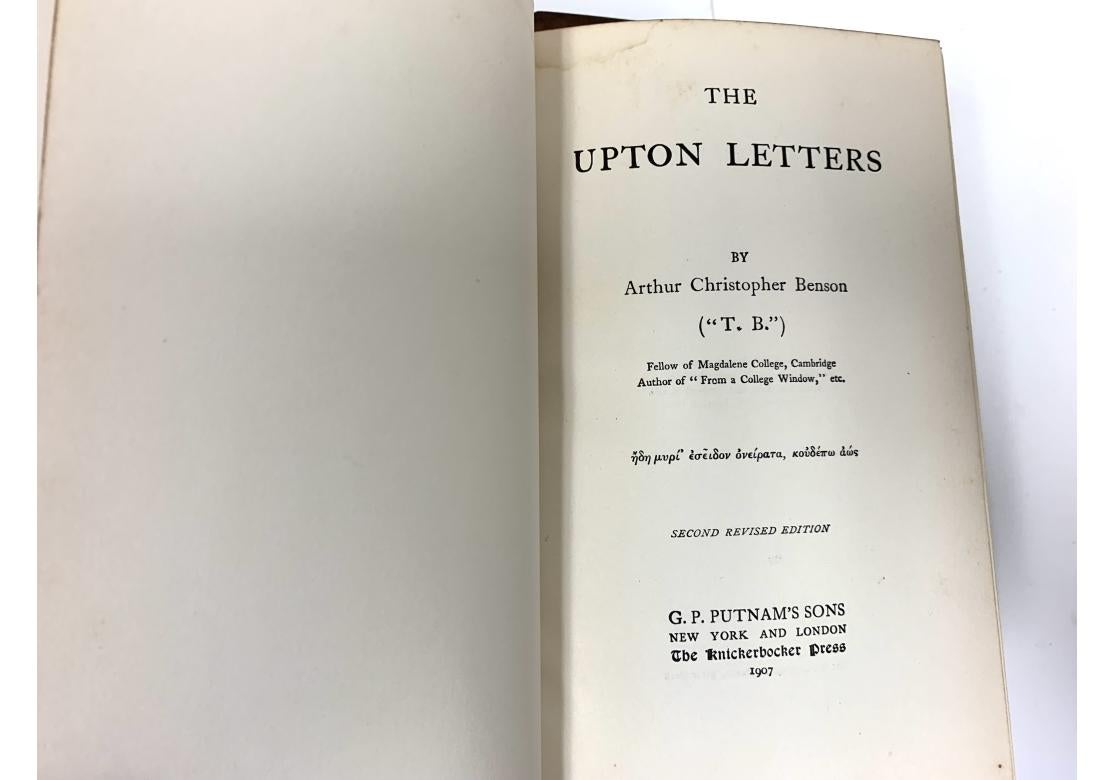 THE
UPTON LETTERS
BY
Arthur Christopher Benson
("T. B.")
Fellow of Magdalene College, Cambridge
Author of "From a College Window," etc.
ἤδη μυρί' ἐσεῖδον ὀνείρατα, κοὐδέπω ἀώς
SECOND REVISED EDITION
G. P. PUTNAM'S SONS
NEW YORK AND LONDON
The Knickerbocker Press
1907